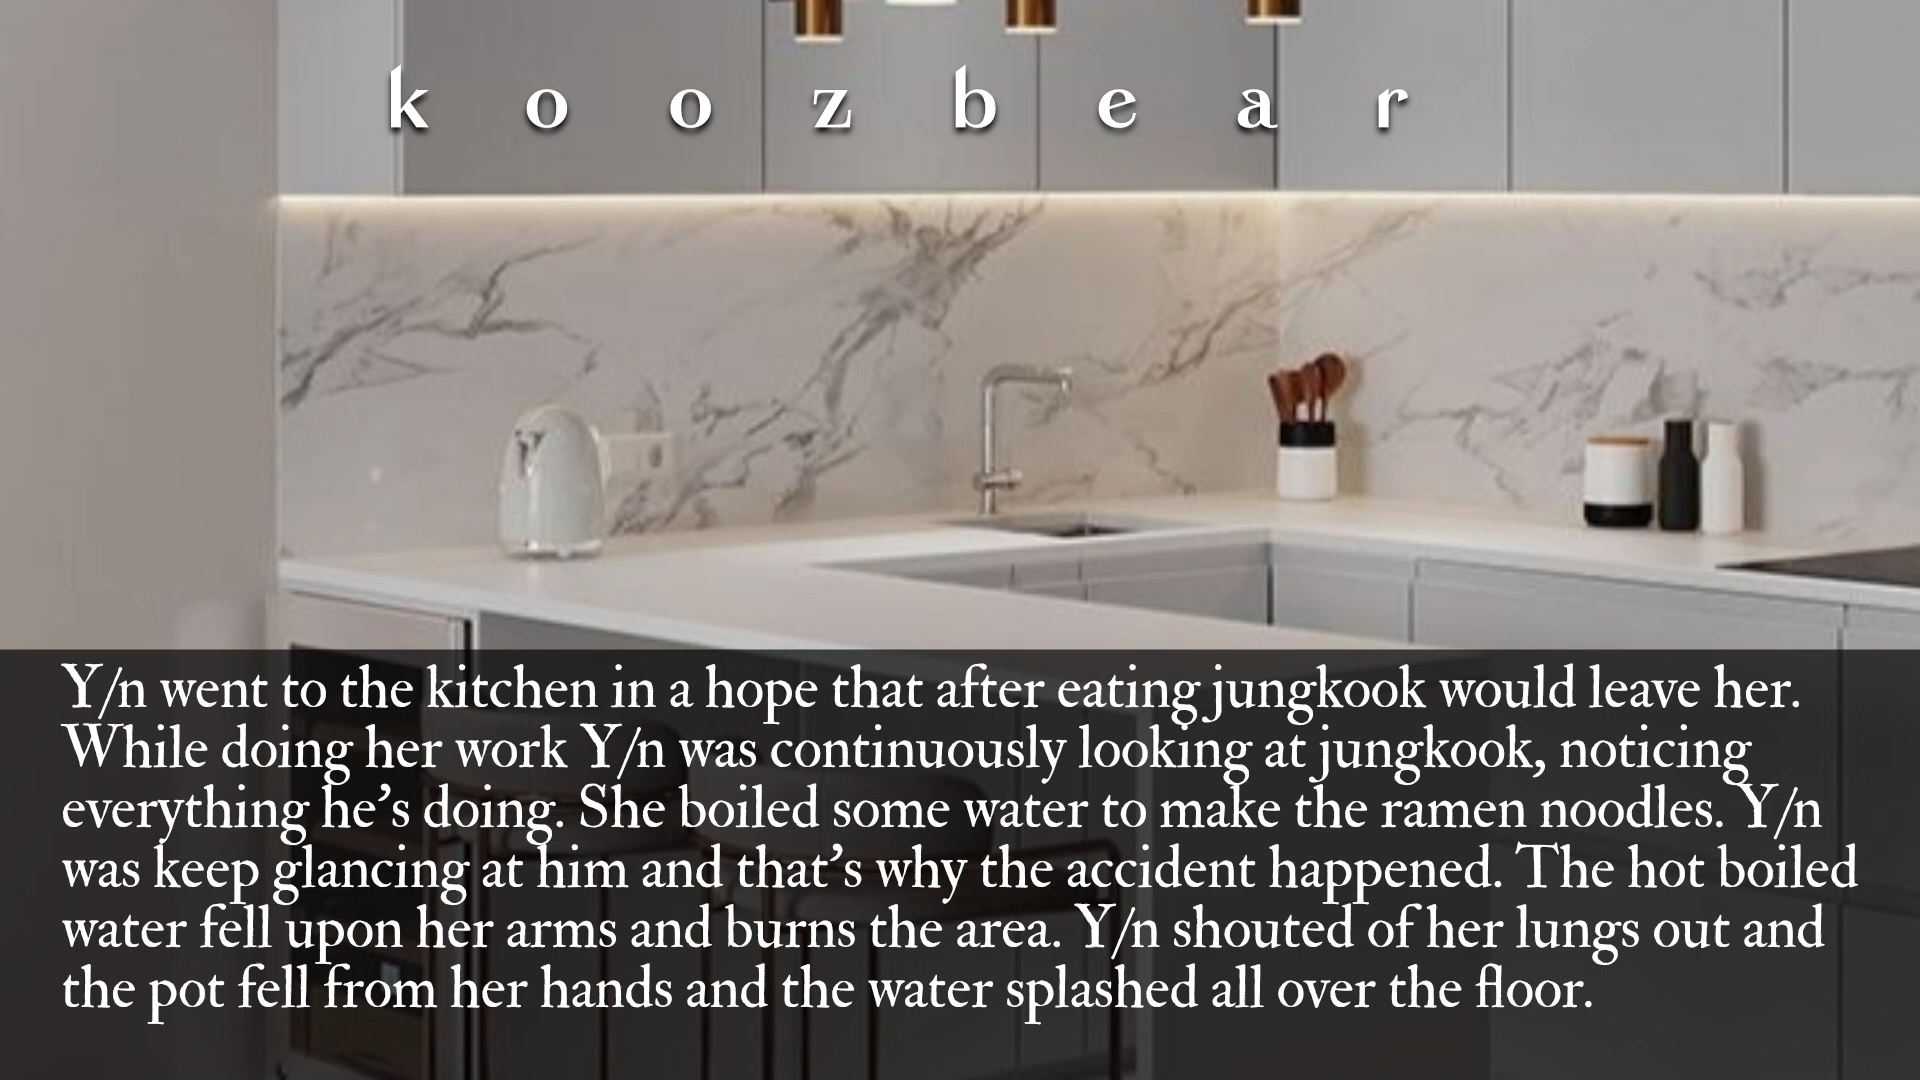 koozbear
Y/n went to the kitchen in a hope that after eating jungkook would leave her.
While doing her work Y/n was continuously looking at jungkook, noticing
everything he's doing. She boiled some water to make the ramen noodles. Y/n
was keep glancing at him and that's why the accident happened. The hot boiled
water fell upon her arms and burns the area. Y/n shouted of her lungs out and
the pot fell from her hands and the water splashed all over the floor.